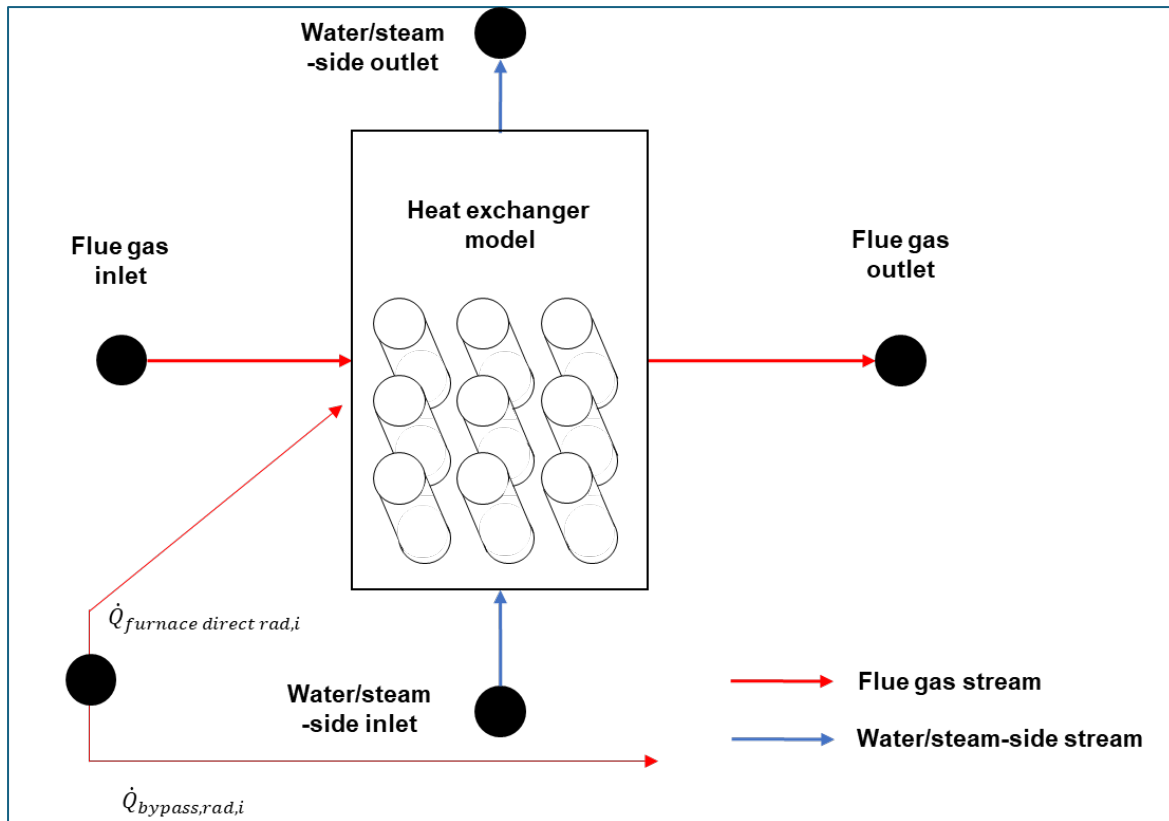 Water/steam
-side outlet
Heat exchanger
model
Flue gas
inlet
Flue gas
outlet
Q̇_{furnace direct rad,i}
Water/steam
-side inlet
Flue gas stream
Water/steam-side stream
Q̇_{bypass,rad,i}